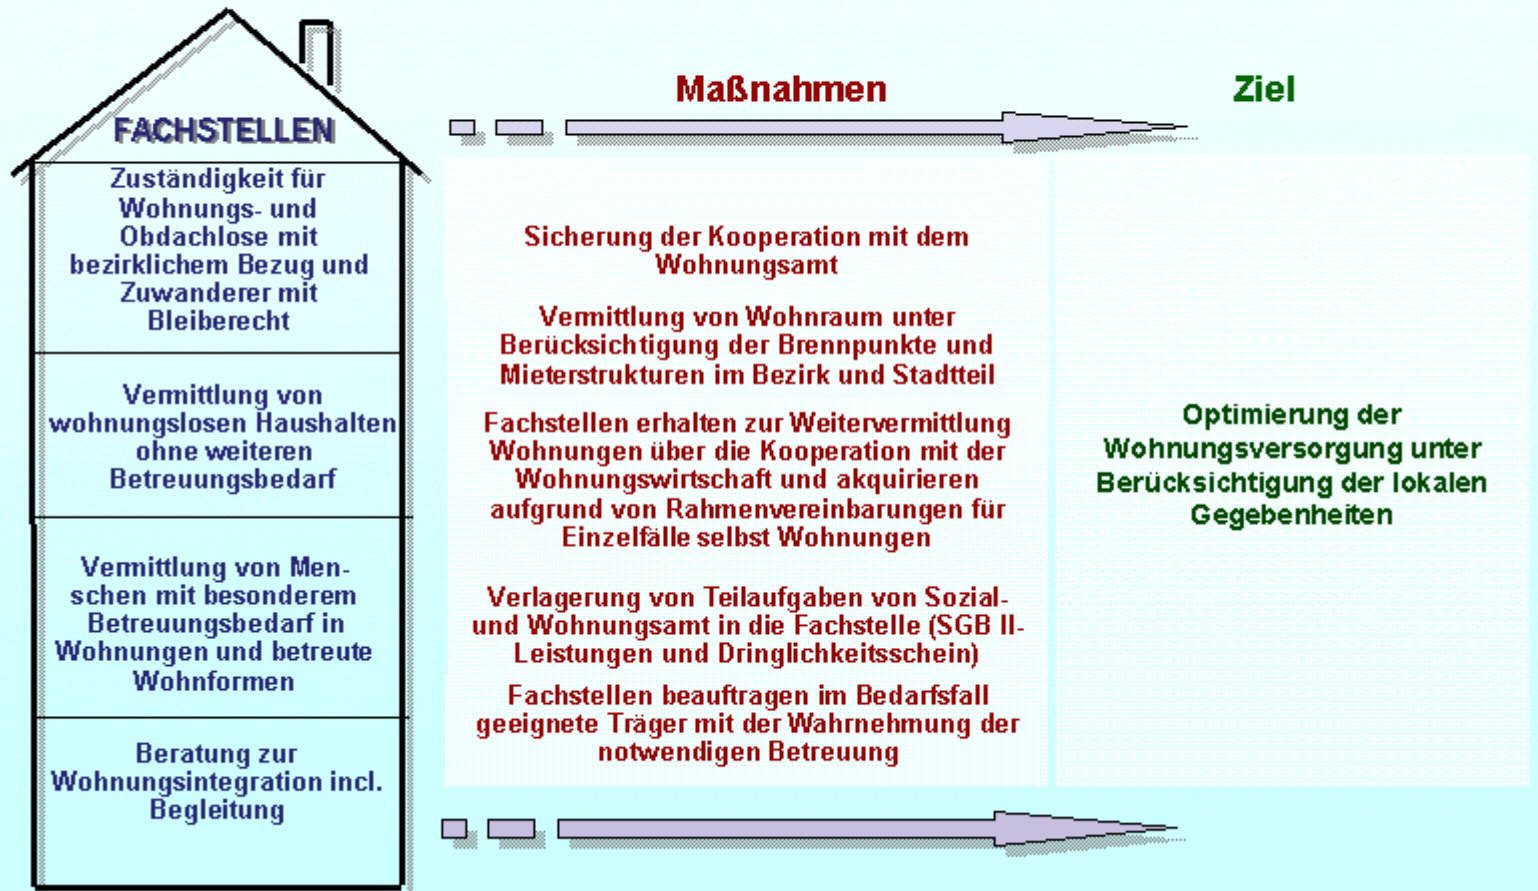 FACHSTELLEN
Zuständigkeit für
Wohnungs- und
Obdachlose mit
bezirklichem Bezug und
Zuwanderer mit
Bleiberecht
Vermittlung von
wohnungslosen Haushalten
ohne weiteren
Betreuungsbedarf
Vermittlung von Men-
schen mit besonderem
Betreuungsbedarf in
Wohnungen und betreute
Wohnformen
Beratung zur
Wohnungsintegration incl.
Begleitung
Maßnahmen
Sicherung der Kooperation mit dem
Wohnungsamt
Vermittlung von Wohnraum unter
Berücksichtigung der Brennpunkte und
Mieterstrukturen im Bezirk und Stadtteil
Fachstellen erhalten zur Weitervermittlung
Wohnungen über die Kooperation mit der
Wohnungswirtschaft und akquirieren
aufgrund von Rahmenvereinbarungen für
Einzelfälle selbst Wohnungen
Verlagerung von Teilaufgaben von Sozial-
und Wohnungsamt in die Fachstelle (SGB II-
Leistungen und Dringlichkeitsschein)
Fachstellen beauftragen im Bedarfsfall
geeignete Träger mit der Wahrnehmung der
notwendigen Betreuung
Ziel
Optimierung der
Wohnungsversorgung unter
Berücksichtigung der lokalen
Gegebenheiten